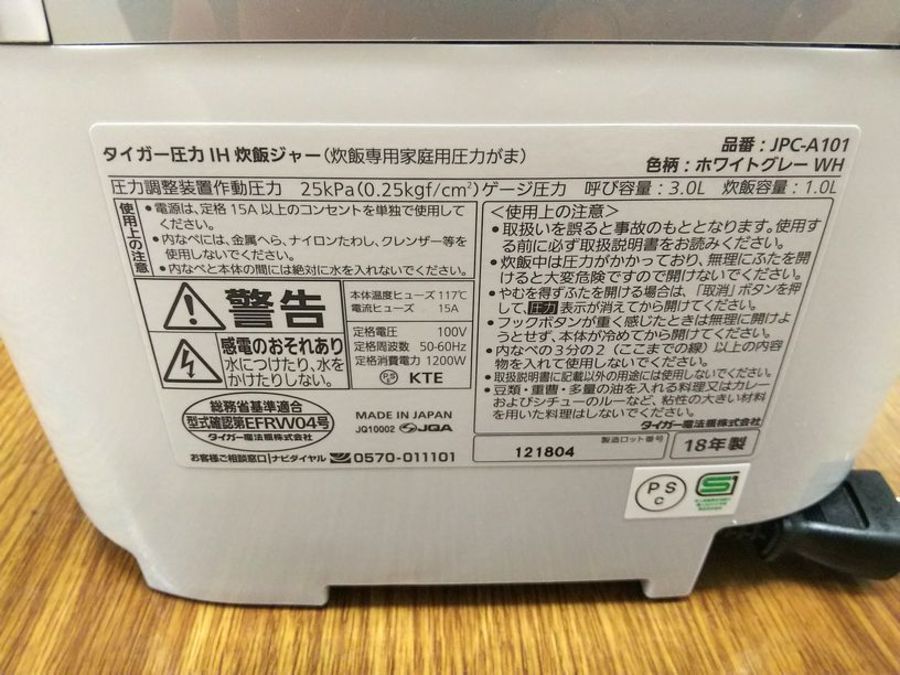 タイガー圧力IH炊飯ジャー(炊飯専用家庭用圧力がま)
品番:JPC-A101
色柄:ホワイトグレー WH
圧力調整装置作動圧力 25kPa(0.25kgf/cm²)ゲージ圧力 呼び容量:3.0L 炊飯容量:1.0L
使用上の注意
•電源は、定格15A以上のコンセントを単独で使用して
ください。
•内なべには、金属へら、ナイロンたわし、クレンザー等を
使用しないでください。
•内なべと本体の間には絶対に水を入れないでください。
警告
感電のおそれあり
水につけたり、水を
かけたりしない。
本体温度ヒューズ 117℃
電流ヒューズ 15A
定格電圧 100V
定格周波数 50-60Hz
定格消費電力 1200W
PS E KTE
総務省基準適合
型式確認第EFRW04号
タイガー魔法瓶株式会社
MADE IN JAPAN
JQ10002 JQA
お客様ご相談窓口 ナビダイヤル 0570-011101
<使用上の注意>
•取扱いを誤ると事故のもととなります。使用す
る前に必ず取扱説明書をお読みください。
•炊飯中は圧力がかかっており、無理にふたを開
けると大変危険ですので開けないでください。
•やむを得ずふたを開ける場合は、「取消」ボタンを押
して、圧力表示が消えてから開けてください。
•フックボタンが重く感じたときは無理に開けよ
うとせず、本体が冷めてから開けてください。
•内なべの3分の2(ここまでの線)以上の内容
物を入れて使用しないでください。
•取扱説明書に記載以外の用途には使用しないでください。
•豆類・重曹・多量の油を入れる料理又はカレー
およびシチューのルーなど、粘性の大きい材料
を用いた料理はしないでください。
タイガー魔法瓶株式会社
製造ロット番号
121804
18年製
PS
C
S